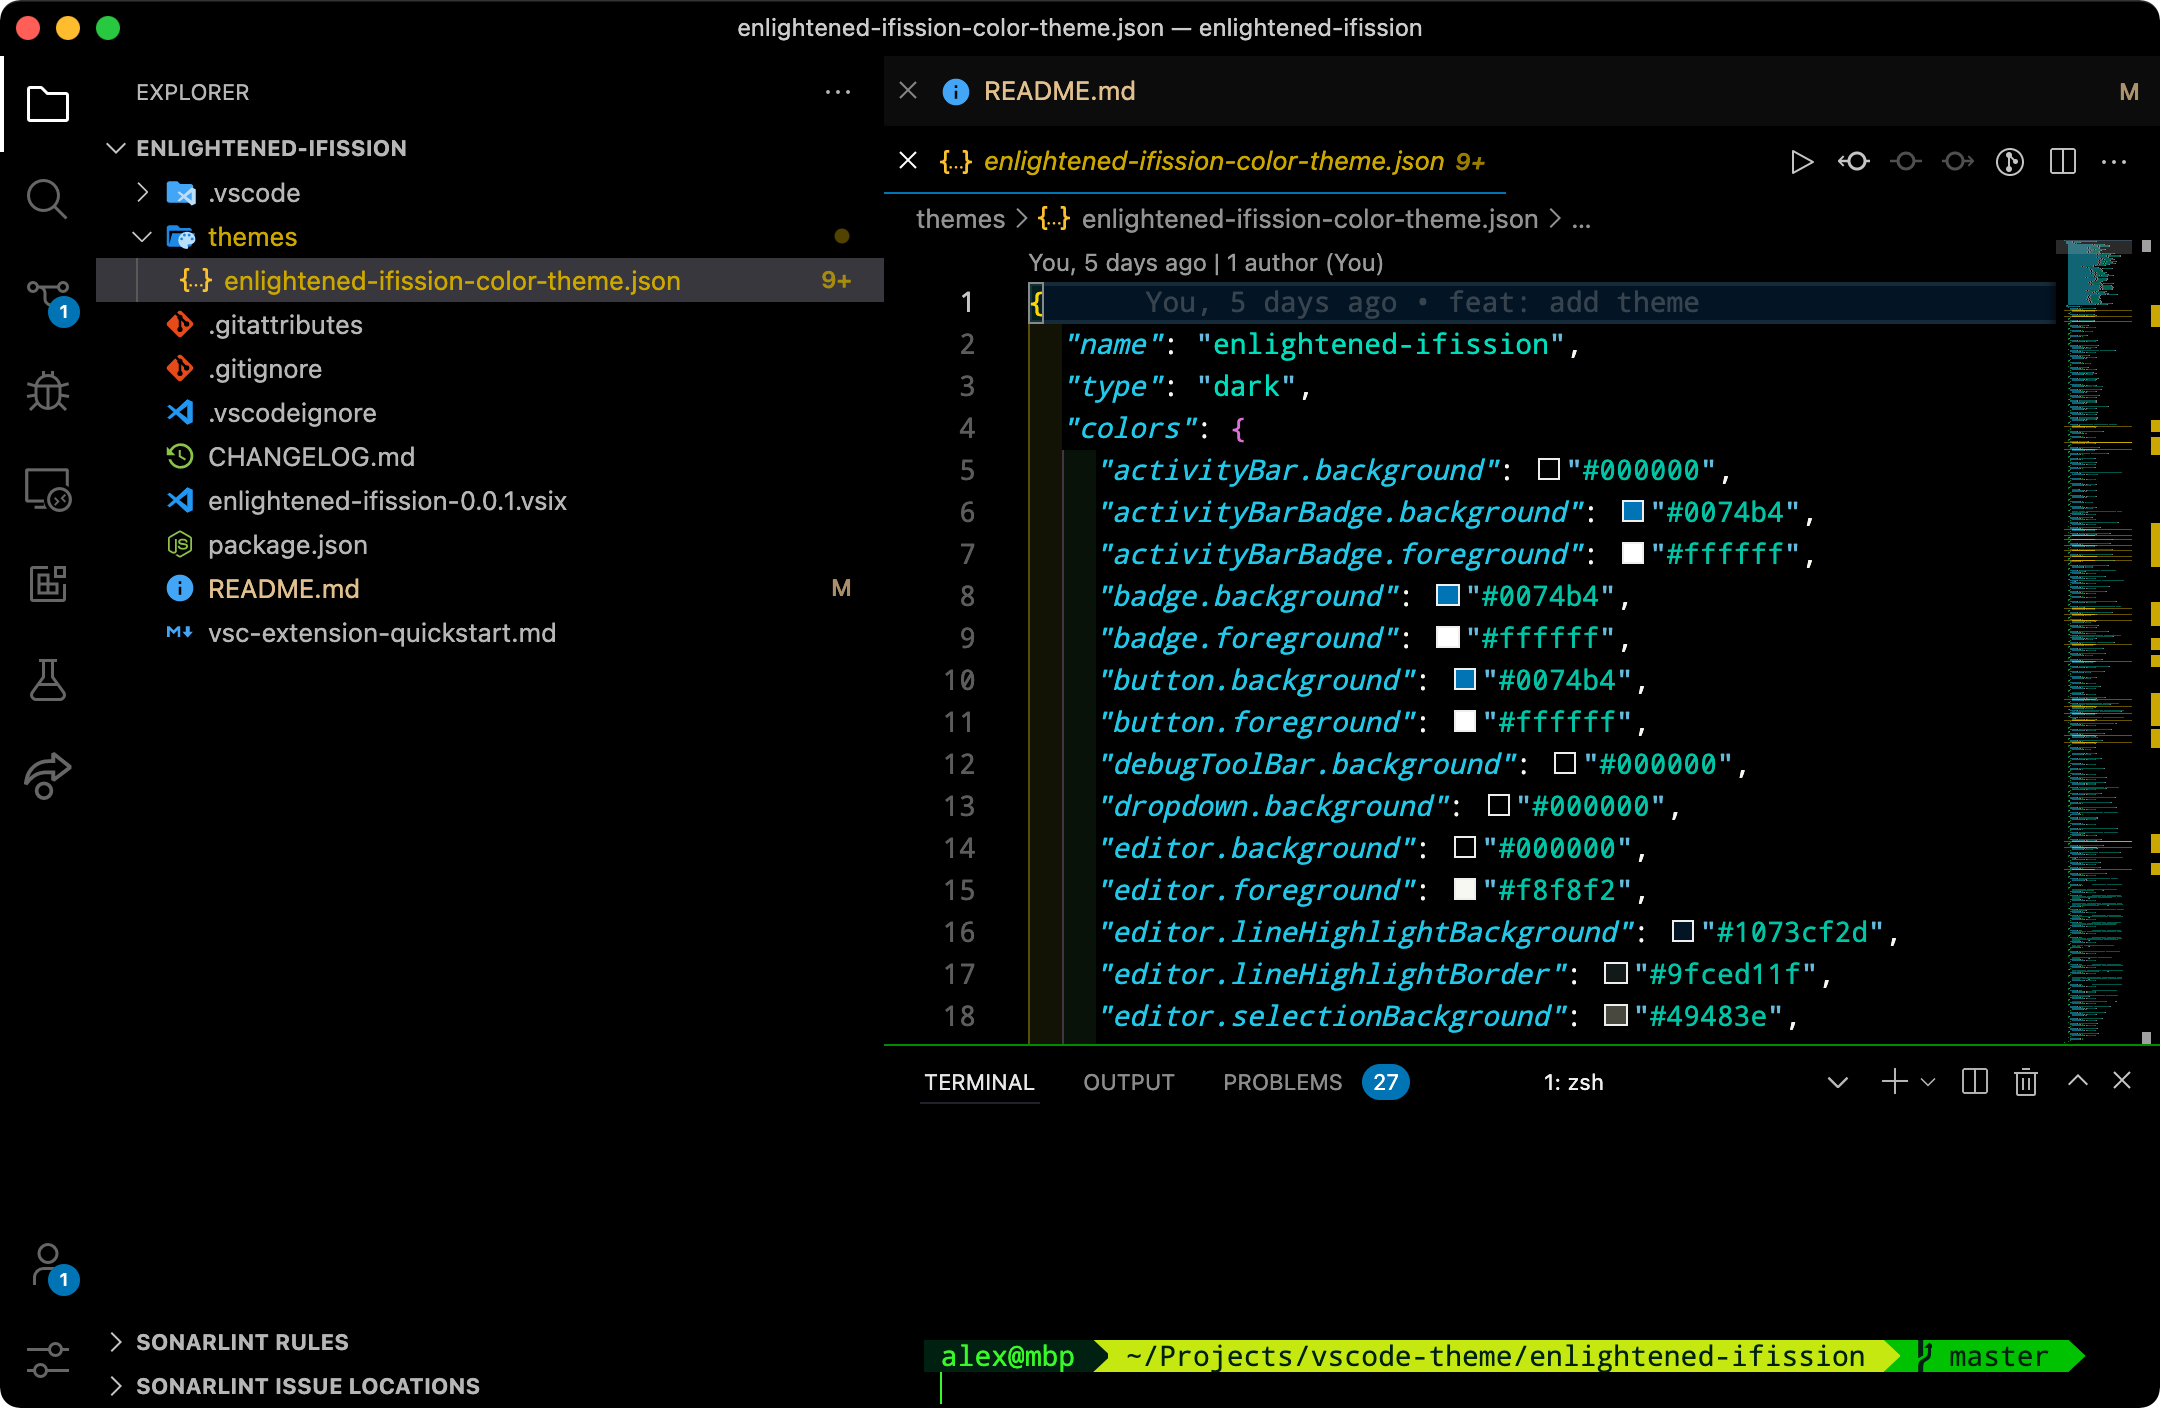 enlightened-ifission-color-theme.json — enlightened-ifission
EXPLORER
ENLIGHTENED-IFISSION
.vscode
themes
{...} enlightened-ifission-color-theme.json 9+
.gitattributes
.gitignore
.vscodeignore
CHANGELOG.md
enlightened-ifission-0.0.1.vsix
package.json
README.md M
vsc-extension-quickstart.md
SONARLINT RULES
SONARLINT ISSUE LOCATIONS
1
1
README.md M
{...} enlightened-ifission-color-theme.json 9+
themes > {...} enlightened-ifission-color-theme.json > ...
You, 5 days ago | 1 author (You)
1 { You, 5 days ago • feat: add theme
2 "name": "enlightened-ifission",
3 "type": "dark",
4 "colors": {
5 "activityBar.background": "#000000",
6 "activityBarBadge.background": "#0074b4",
7 "activityBarBadge.foreground": "#ffffff",
8 "badge.background": "#0074b4",
9 "badge.foreground": "#ffffff",
10 "button.background": "#0074b4",
11 "button.foreground": "#ffffff",
12 "debugToolBar.background": "#000000",
13 "dropdown.background": "#000000",
14 "editor.background": "#000000",
15 "editor.foreground": "#f8f8f2",
16 "editor.lineHighlightBackground": "#1073cf2d",
17 "editor.lineHighlightBorder": "#9fced11f",
18 "editor.selectionBackground": "#49483e",
TERMINAL OUTPUT PROBLEMS 27 1: zsh
alex@mbp ~/Projects/vscode-theme/enlightened-ifission master